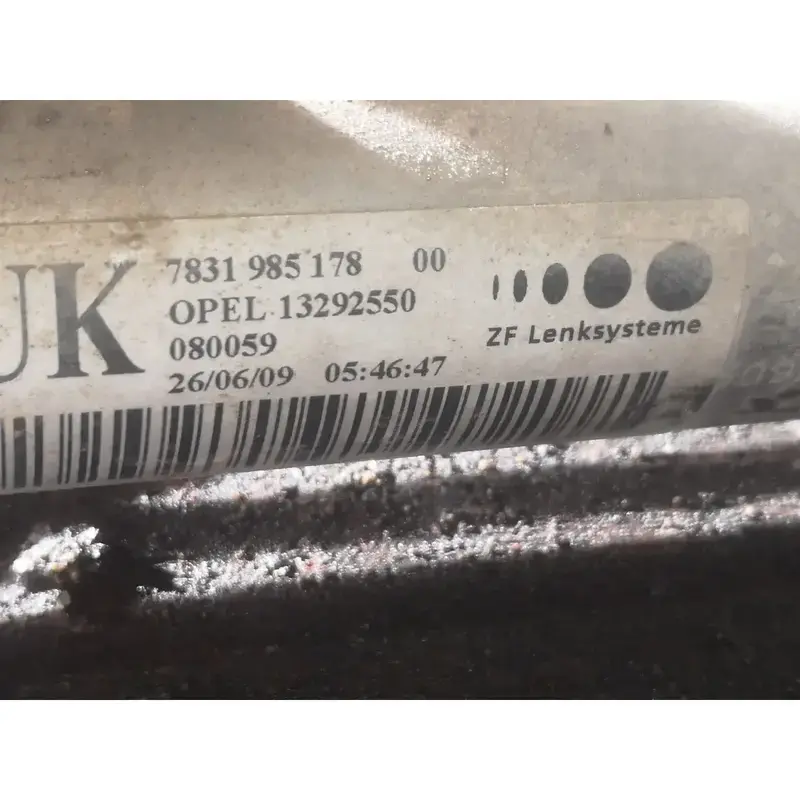 UK
7831 985 178 00
OPEL 13292550
080059
26/06/09 05:46:47
ZF Lenksysteme